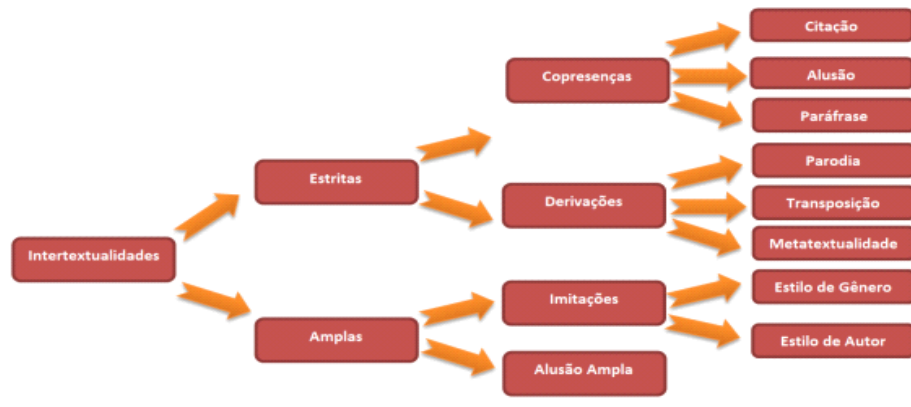 Citação
Copresenças
Alusão
Paráfrase
Estritas
Parodia
Derivações
Transposição
Metatextualidade
Intertextualidades
Estilo de Gênero
Imitações
Amplas
Estilo de Autor
Alusão Ampla